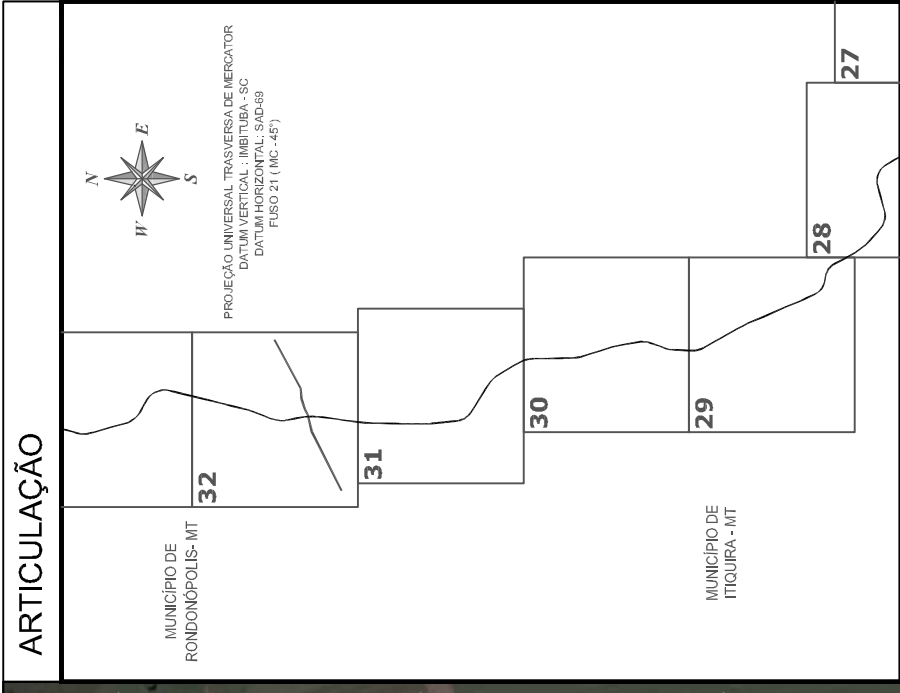 ARTICULAÇÃO
N
W
E
S
PROJEÇÃO UNIVERSAL TRASVERSA DE MERCATOR
DATUM VERTICAL : IMBITUBA - SC
DATUM HORIZONTAL: SAD-69
FUSO 21 ( MC -45°)
27
28
32
31
30
29
MUNICÍPIO DE
RONDONÓPOLIS- MT
MUNICÍPIO DE
ITIQUIRA - MT